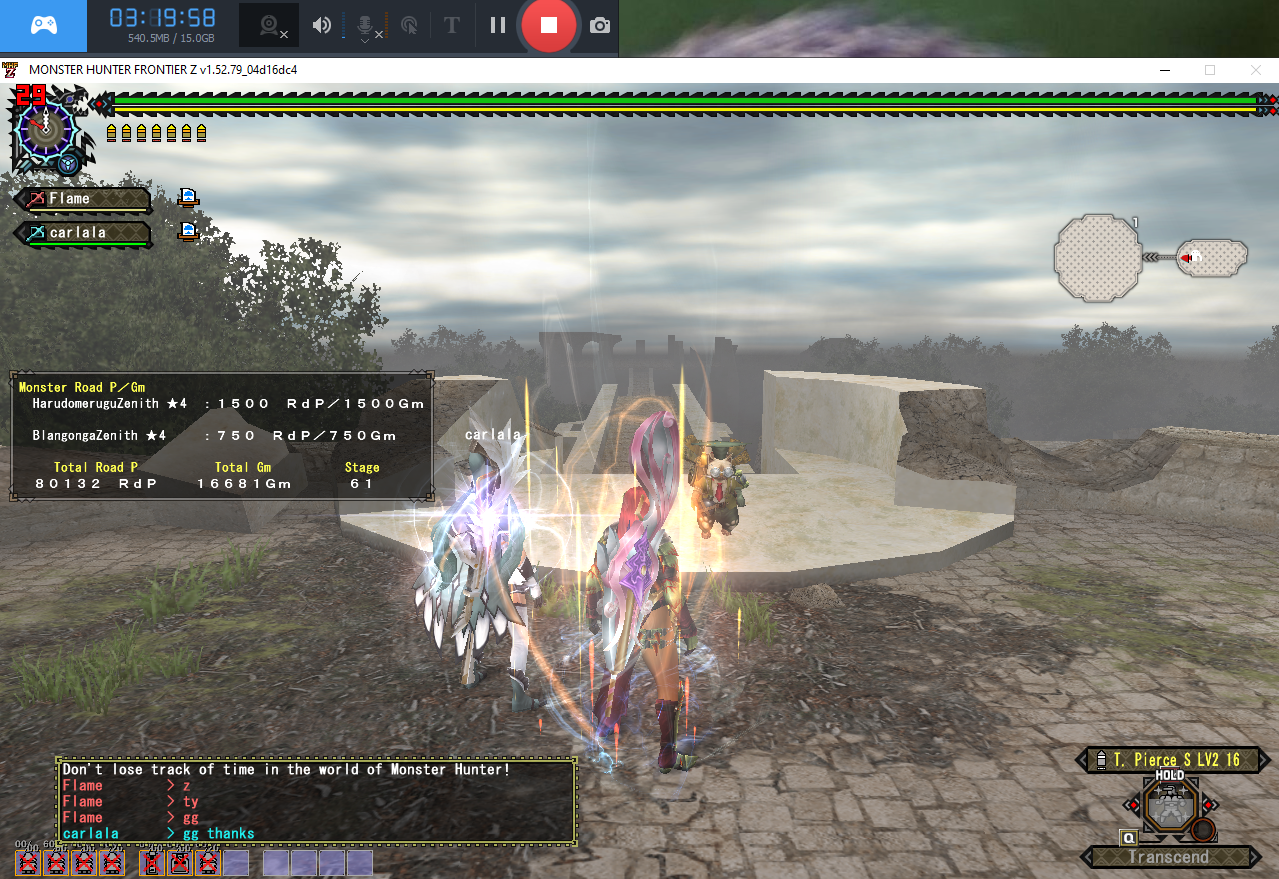 03:19:58
540.5MB / 15.0GB
T
MONSTER HUNTER FRONTIER Z v1.52.79_04d16dc4
29
Flame
carlala
1
Monster Road P/Gm
HarudomeruguZenith ★4 : 1500 RdP/1500Gm
BlangongaZenith ★4 : 750 RdP/750Gm
Total Road P Total Gm Stage
80132 RdP 16681Gm 61
carlala
T. Pierce S LV2 16
HOLD
Q
Transcend
Don't lose track of time in the world of Monster Hunter!
Flame > z
Flame > ty
Flame > gg
carlala > gg thanks